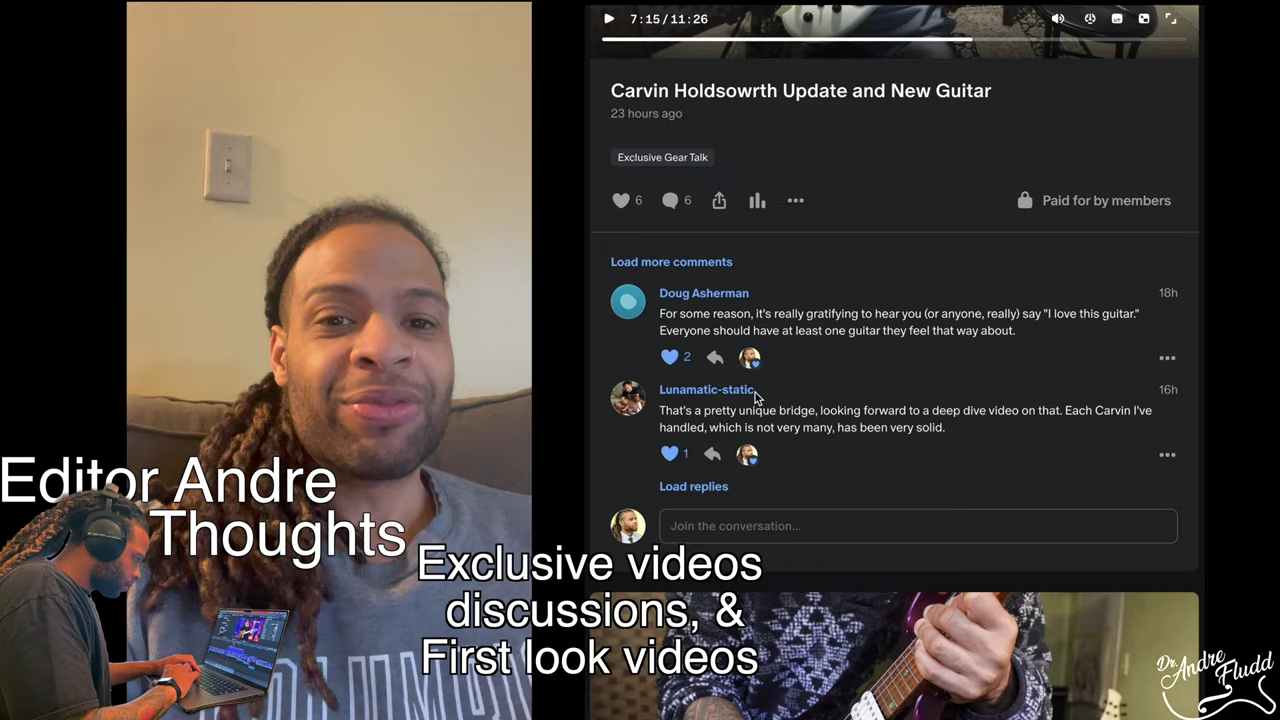 7:15/11:26
Carvin Holdsowrth Update and New Guitar
23 hours ago
Exclusive Gear Talk
6
6
Paid for by members
Load more comments
Doug Asherman
18h
For some reason, it's really gratifying to hear you (or anyone, really) say "I love this guitar."
Everyone should have at least one guitar they feel that way about.
2
Lunamatic-static
16h
That's a pretty unique bridge, looking forward to a deep dive video on that. Each Carvin I've
handled, which is not very many, has been very solid.
1
Load replies
Join the conversation...
Editor Andre
Thoughts
Exclusive videos
discussions, &
First look videos
Dr. Andre
Fludd